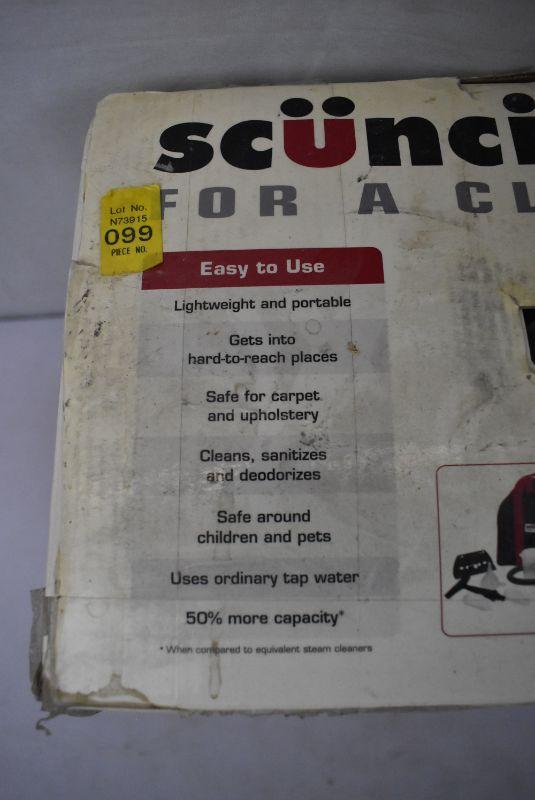 scünci
FOR A CL
Lot No.
N73915
099
PIECE NO.
Easy to Use
Lightweight and portable
Gets into
hard-to-reach places
Safe for carpet
and upholstery
Cleans, sanitizes
and deodorizes
Safe around
children and pets
Uses ordinary tap water
50% more capacity*
* When compared to equivalent steam cleaners